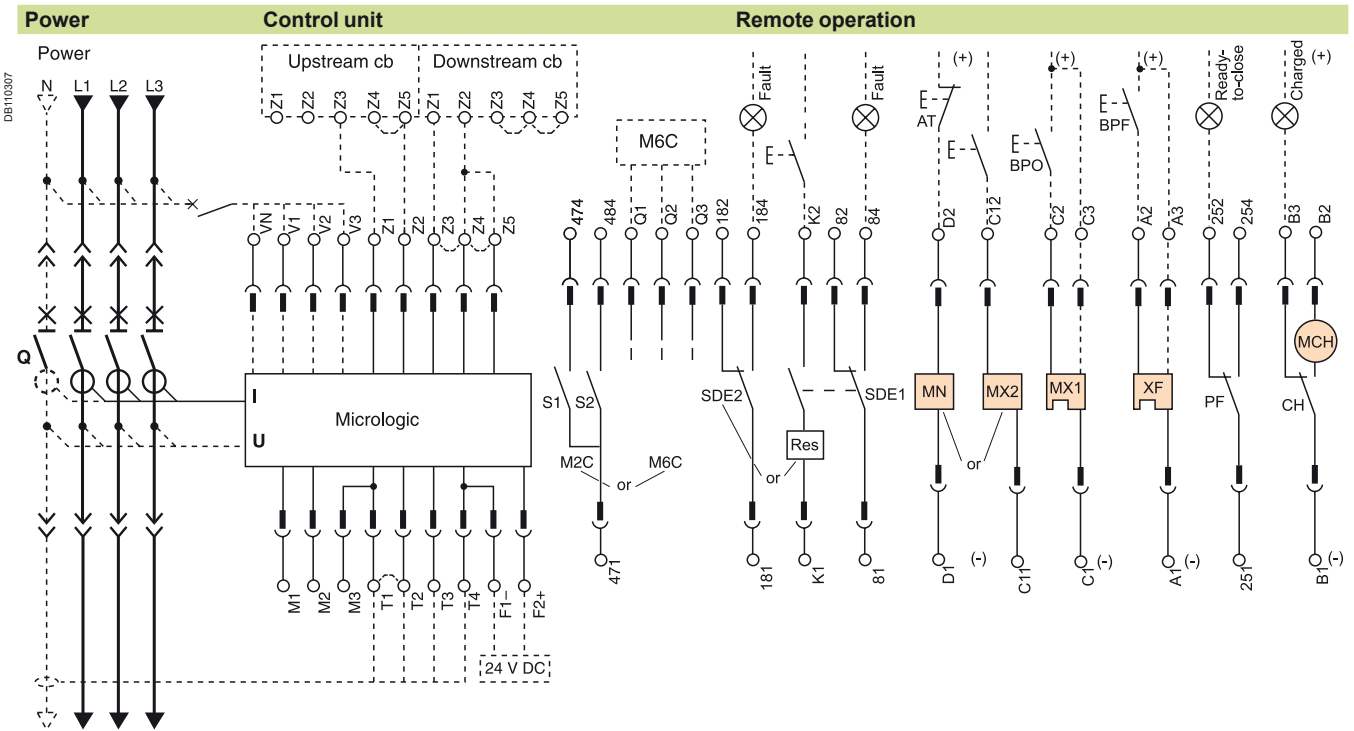 Power Control unit Remote operation
Power
DB110307
N L1 L2 L3
Upstream cb Downstream cb
Z1 Z2 Z3 Z4 Z5 Z1 Z2 Z3 Z4 Z5
M6C
Fault
Fault
(+)
(+)
(+)
Ready-
to-close
Charged
(+)
AT
BPO
BPF
VN V1 V2 V3 Z1 Z2 Z3 Z4 Z5
474 484 Q1 Q2 Q3 182 184 K2 82 84 D2 C12 C2 C3 A2 A3 252 254 B3 B2
Q
I
U
Micrologic
S1 S2
SDE2
SDE1
Res
MN
MX2
MX1
XF
PF
CH
MCH
M2C or M6C
or
or
M1 M2 M3 T1 T2 T3 T4 F1– F2+
24 V DC
471 181 K1 81 D1 (-) C11 C1 (-) A1 (-) 251 B1 (-)